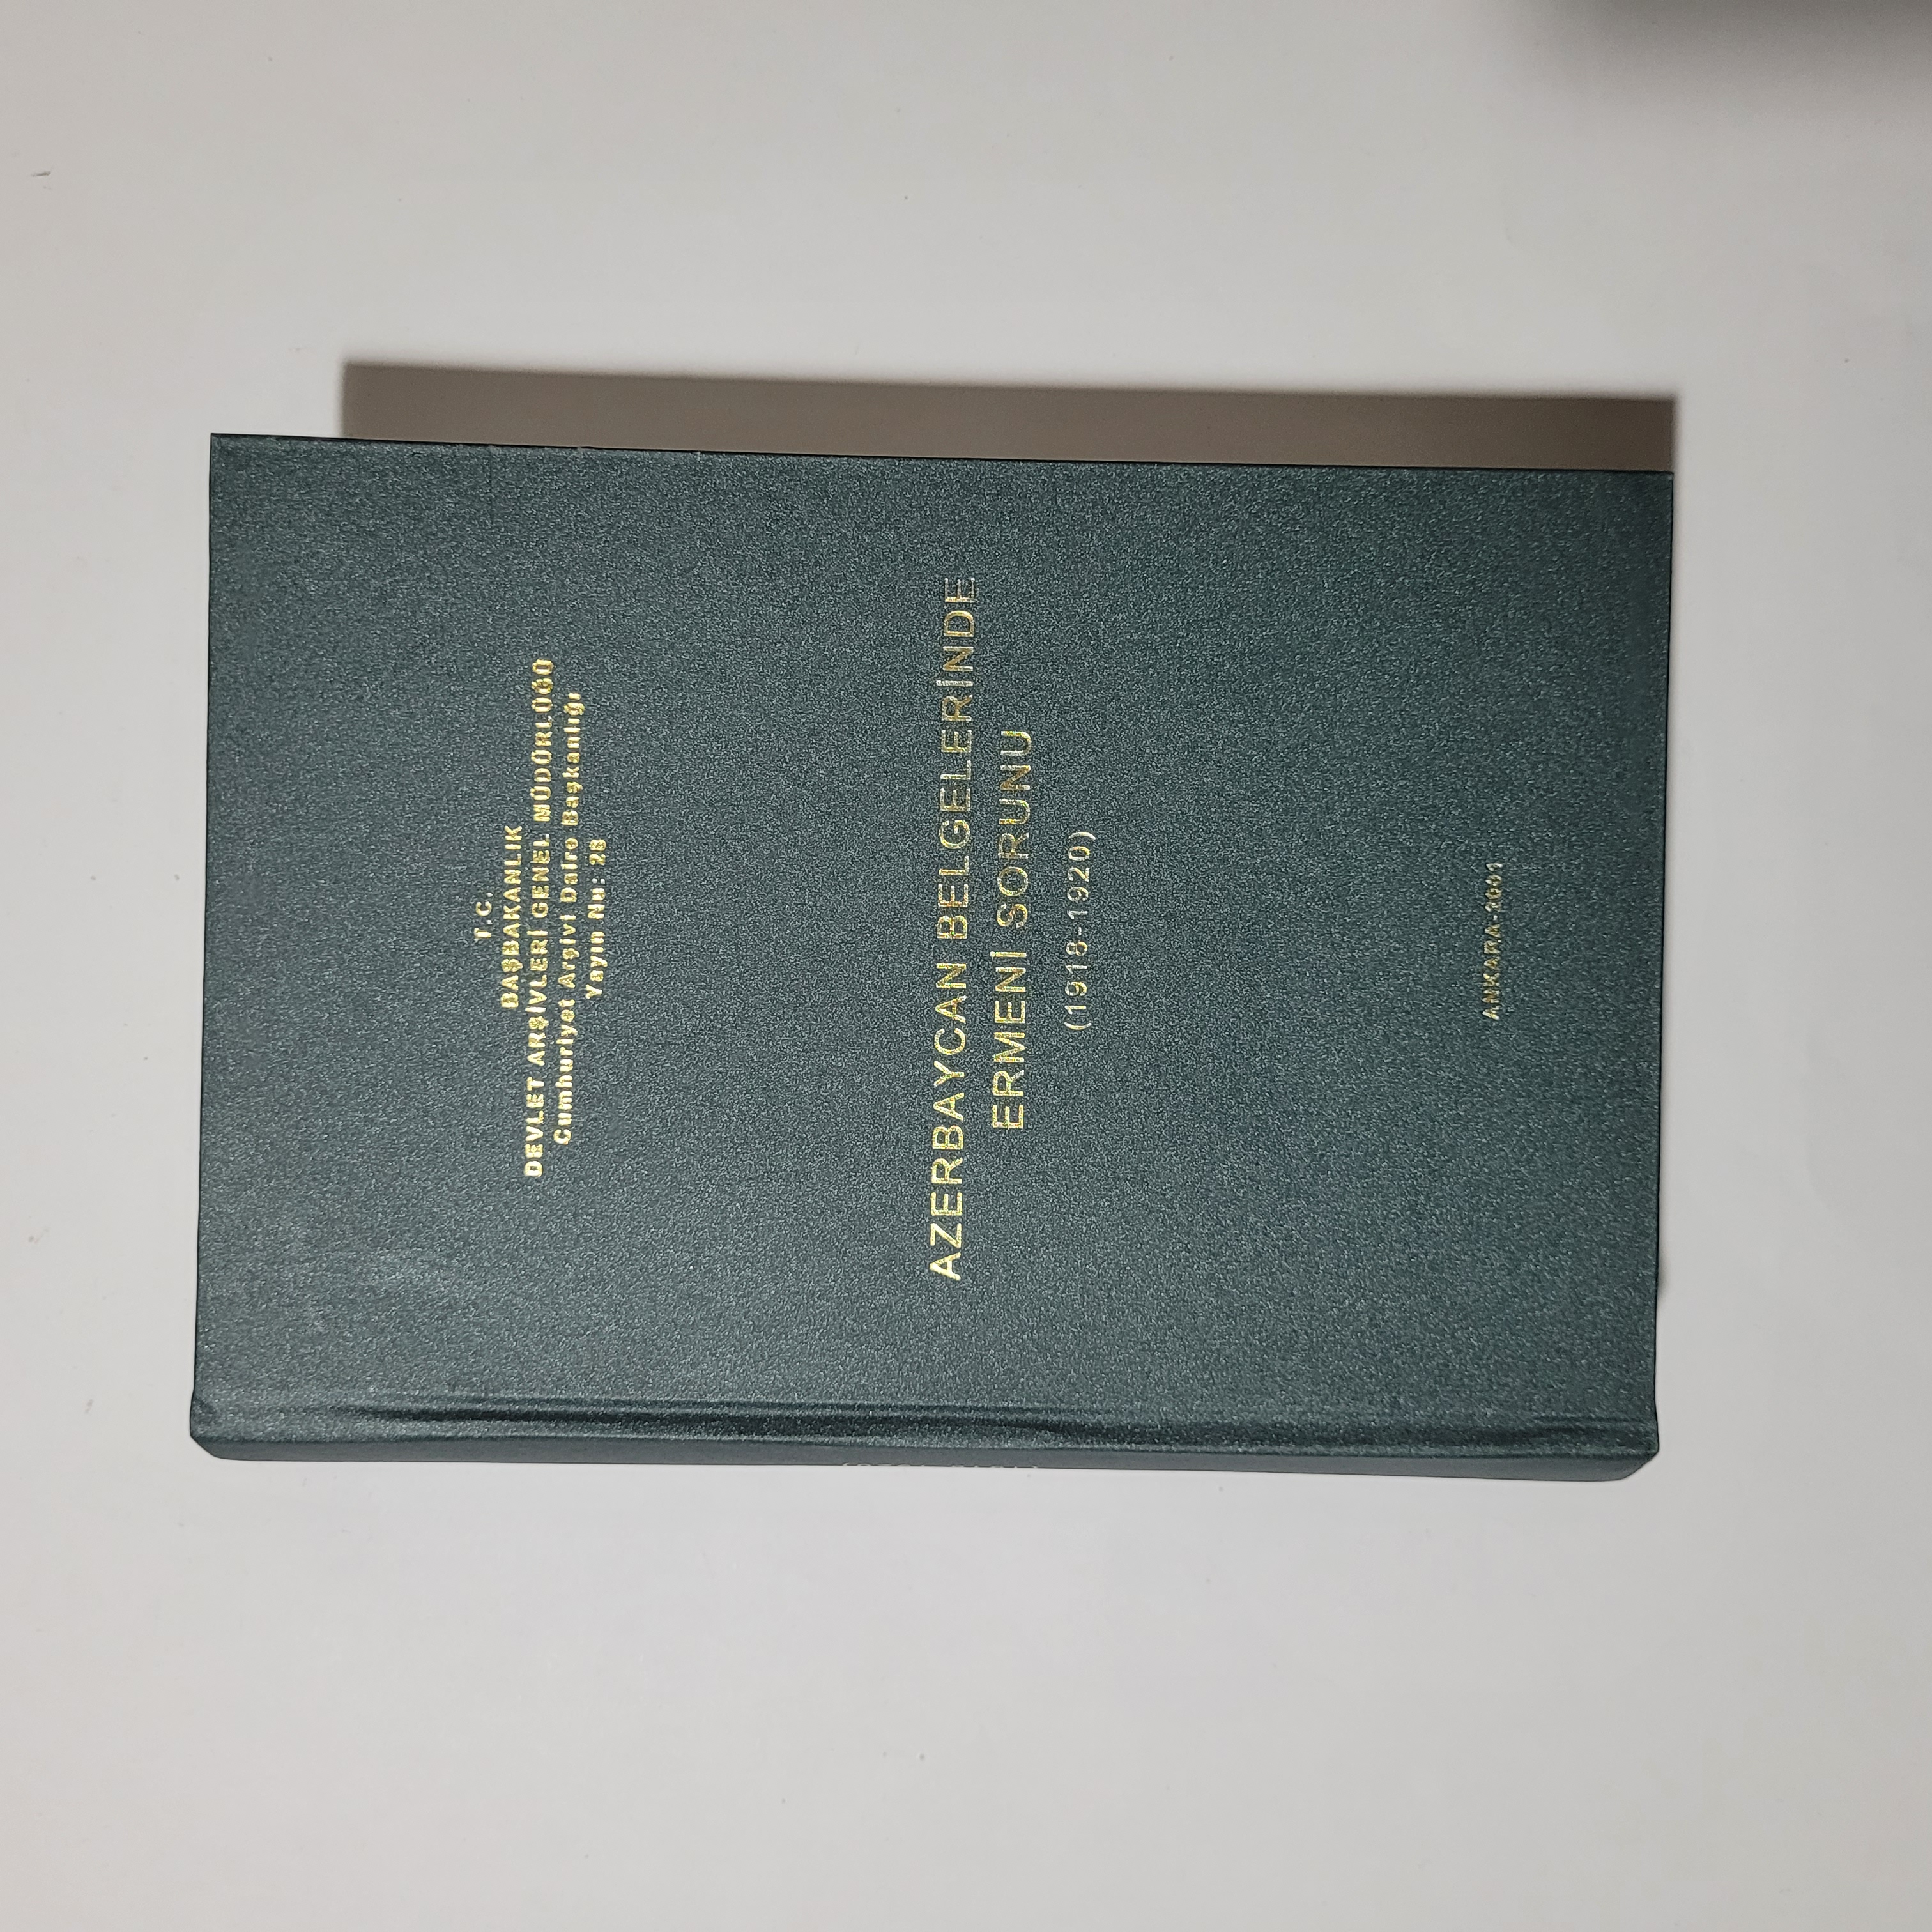 T.C.
BAŞBAKANLIK
DEVLET ARŞİVLERİ GENEL MÜDÜRLÜĞÜ
Cumhuriyet Arşivi Daire Başkanlığı
Yayın Nu: 28
AZERBAYCAN BELGELERİNDE
ERMENİ SORUNU
(1918-1920)
ANKARA-2001